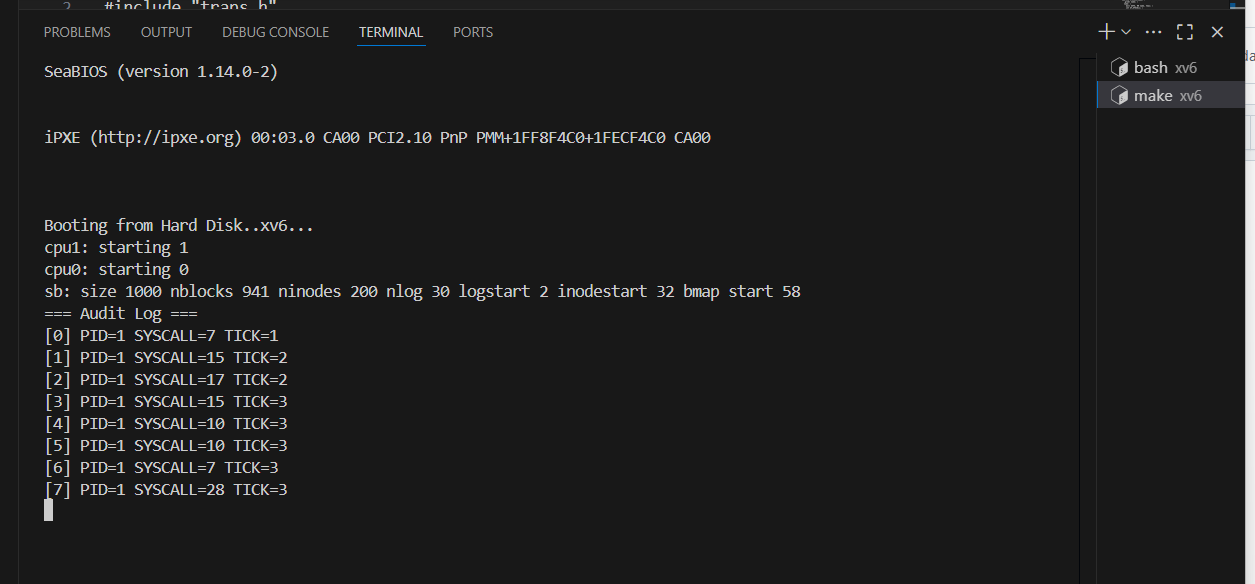 2 #include "traps.h"
PROBLEMS OUTPUT DEBUG CONSOLE TERMINAL PORTS
SeaBIOS (version 1.14.0-2)
iPXE (http://ipxe.org) 00:03.0 CA00 PCI2.10 PnP PMM+1FF8F4C0+1FECF4C0 CA00
Booting from Hard Disk..xv6...
cpu1: starting 1
cpu0: starting 0
sb: size 1000 nblocks 941 ninodes 200 nlog 30 logstart 2 inodestart 32 bmap start 58
=== Audit Log ===
[0] PID=1 SYSCALL=7 TICK=1
[1] PID=1 SYSCALL=15 TICK=2
[2] PID=1 SYSCALL=17 TICK=2
[3] PID=1 SYSCALL=15 TICK=3
[4] PID=1 SYSCALL=10 TICK=3
[5] PID=1 SYSCALL=10 TICK=3
[6] PID=1 SYSCALL=7 TICK=3
[7] PID=1 SYSCALL=28 TICK=3
bash xv6
make xv6